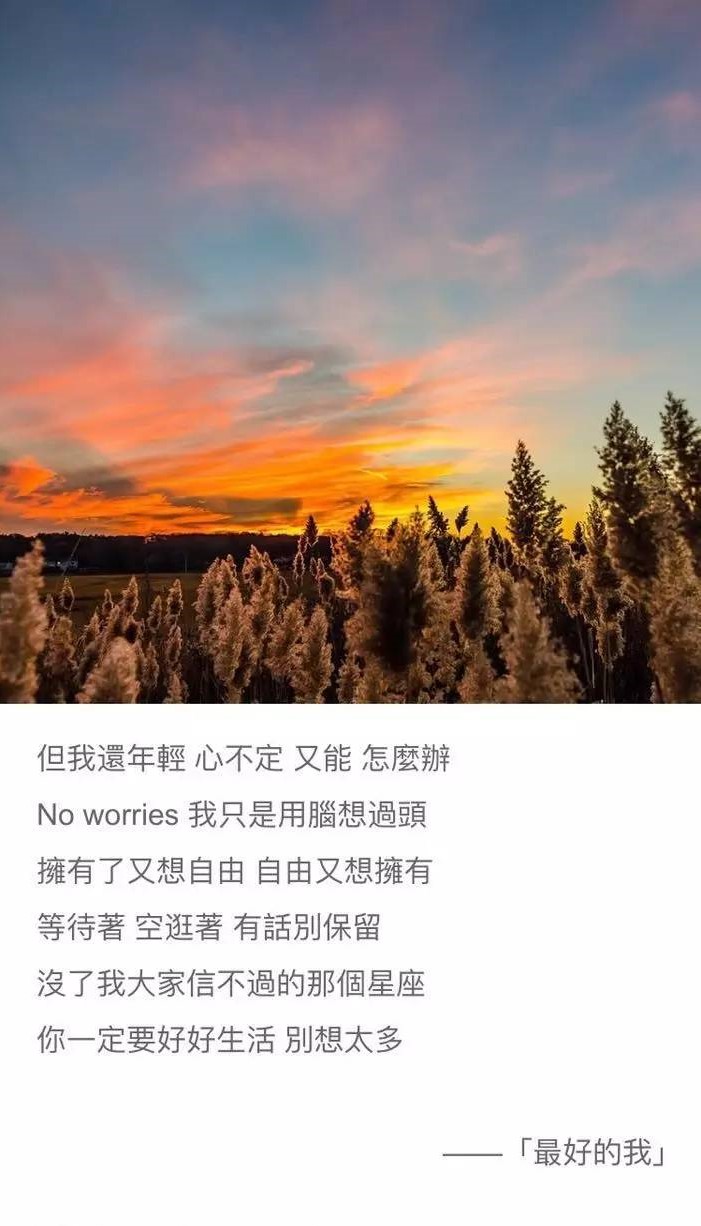 但我還年輕 心不定 又能 怎麼辦
No worries 我只是用腦想過頭
擁有了又想自由 自由又想擁有
等待著 空逛著 有話別保留
沒了我大家信不過的那個星座
你一定要好好生活 別想太多
——「最好的我」